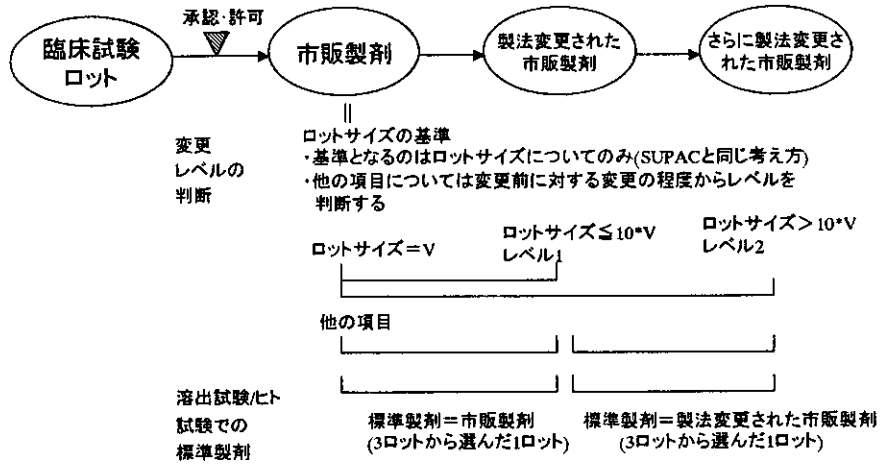 承認・許可
臨床試験
ロット
市販製剤
製法変更された
市販製剤
さらに製法変更さ
れた市販製剤
||
変更
レベルの
判断
ロットサイズの基準
・基準となるのはロットサイズについてのみ(SUPACと同じ考え方)
・他の項目については変更前に対する変更の程度からレベルを
判断する
ロットサイズ＝V
ロットサイズ≦10*V
レベル1
ロットサイズ＞10*V
レベル2
他の項目
溶出試験/ヒト
試験での
標準製剤
標準製剤＝市販製剤
(3ロットから選んだ1ロット)
標準製剤＝製法変更された市販製剤
(3ロットから選んだ1ロット)